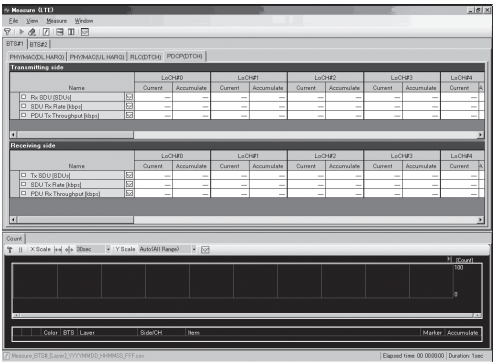 Measure (LTE)
File View Measure Window
BTS#1 BTS#2
PHY/MAC(DL HARQ) PHY/MAC(UL HARQ) RLC(DTCH) PDCP(DTCH)
Transmitting side
LoCH#0 LoCH#1 LoCH#2 LoCH#3 LoCH#4
Name Current Accumulate Current Accumulate Current Accumulate Current Accumulate Current A
Rx SDU [SDUs] — — — — — — — — —
SDU Rx Rate [kbps] — — — — — — — — —
PDU Tx Throughput [kbps] — — — — — — — — —
Receiving side
LoCH#0 LoCH#1 LoCH#2 LoCH#3 LoCH#4
Name Current Accumulate Current Accumulate Current Accumulate Current Accumulate Current A
Tx SDU [SDUs] — — — — — — — — —
SDU Tx Rate [kbps] — — — — — — — — —
PDU Rx Throughput [kbps] — — — — — — — — —
Count
X Scale 30sec Y Scale Auto(All Range)
[Count]
100
0
Color BTS Layer Side/CH Item Marker Accumulate
Measure_BTS#_[Layer]_YYYYMMDD_HHMMSS_FFF.csv Elapsed time 00:00:00:00 Duration: 1sec